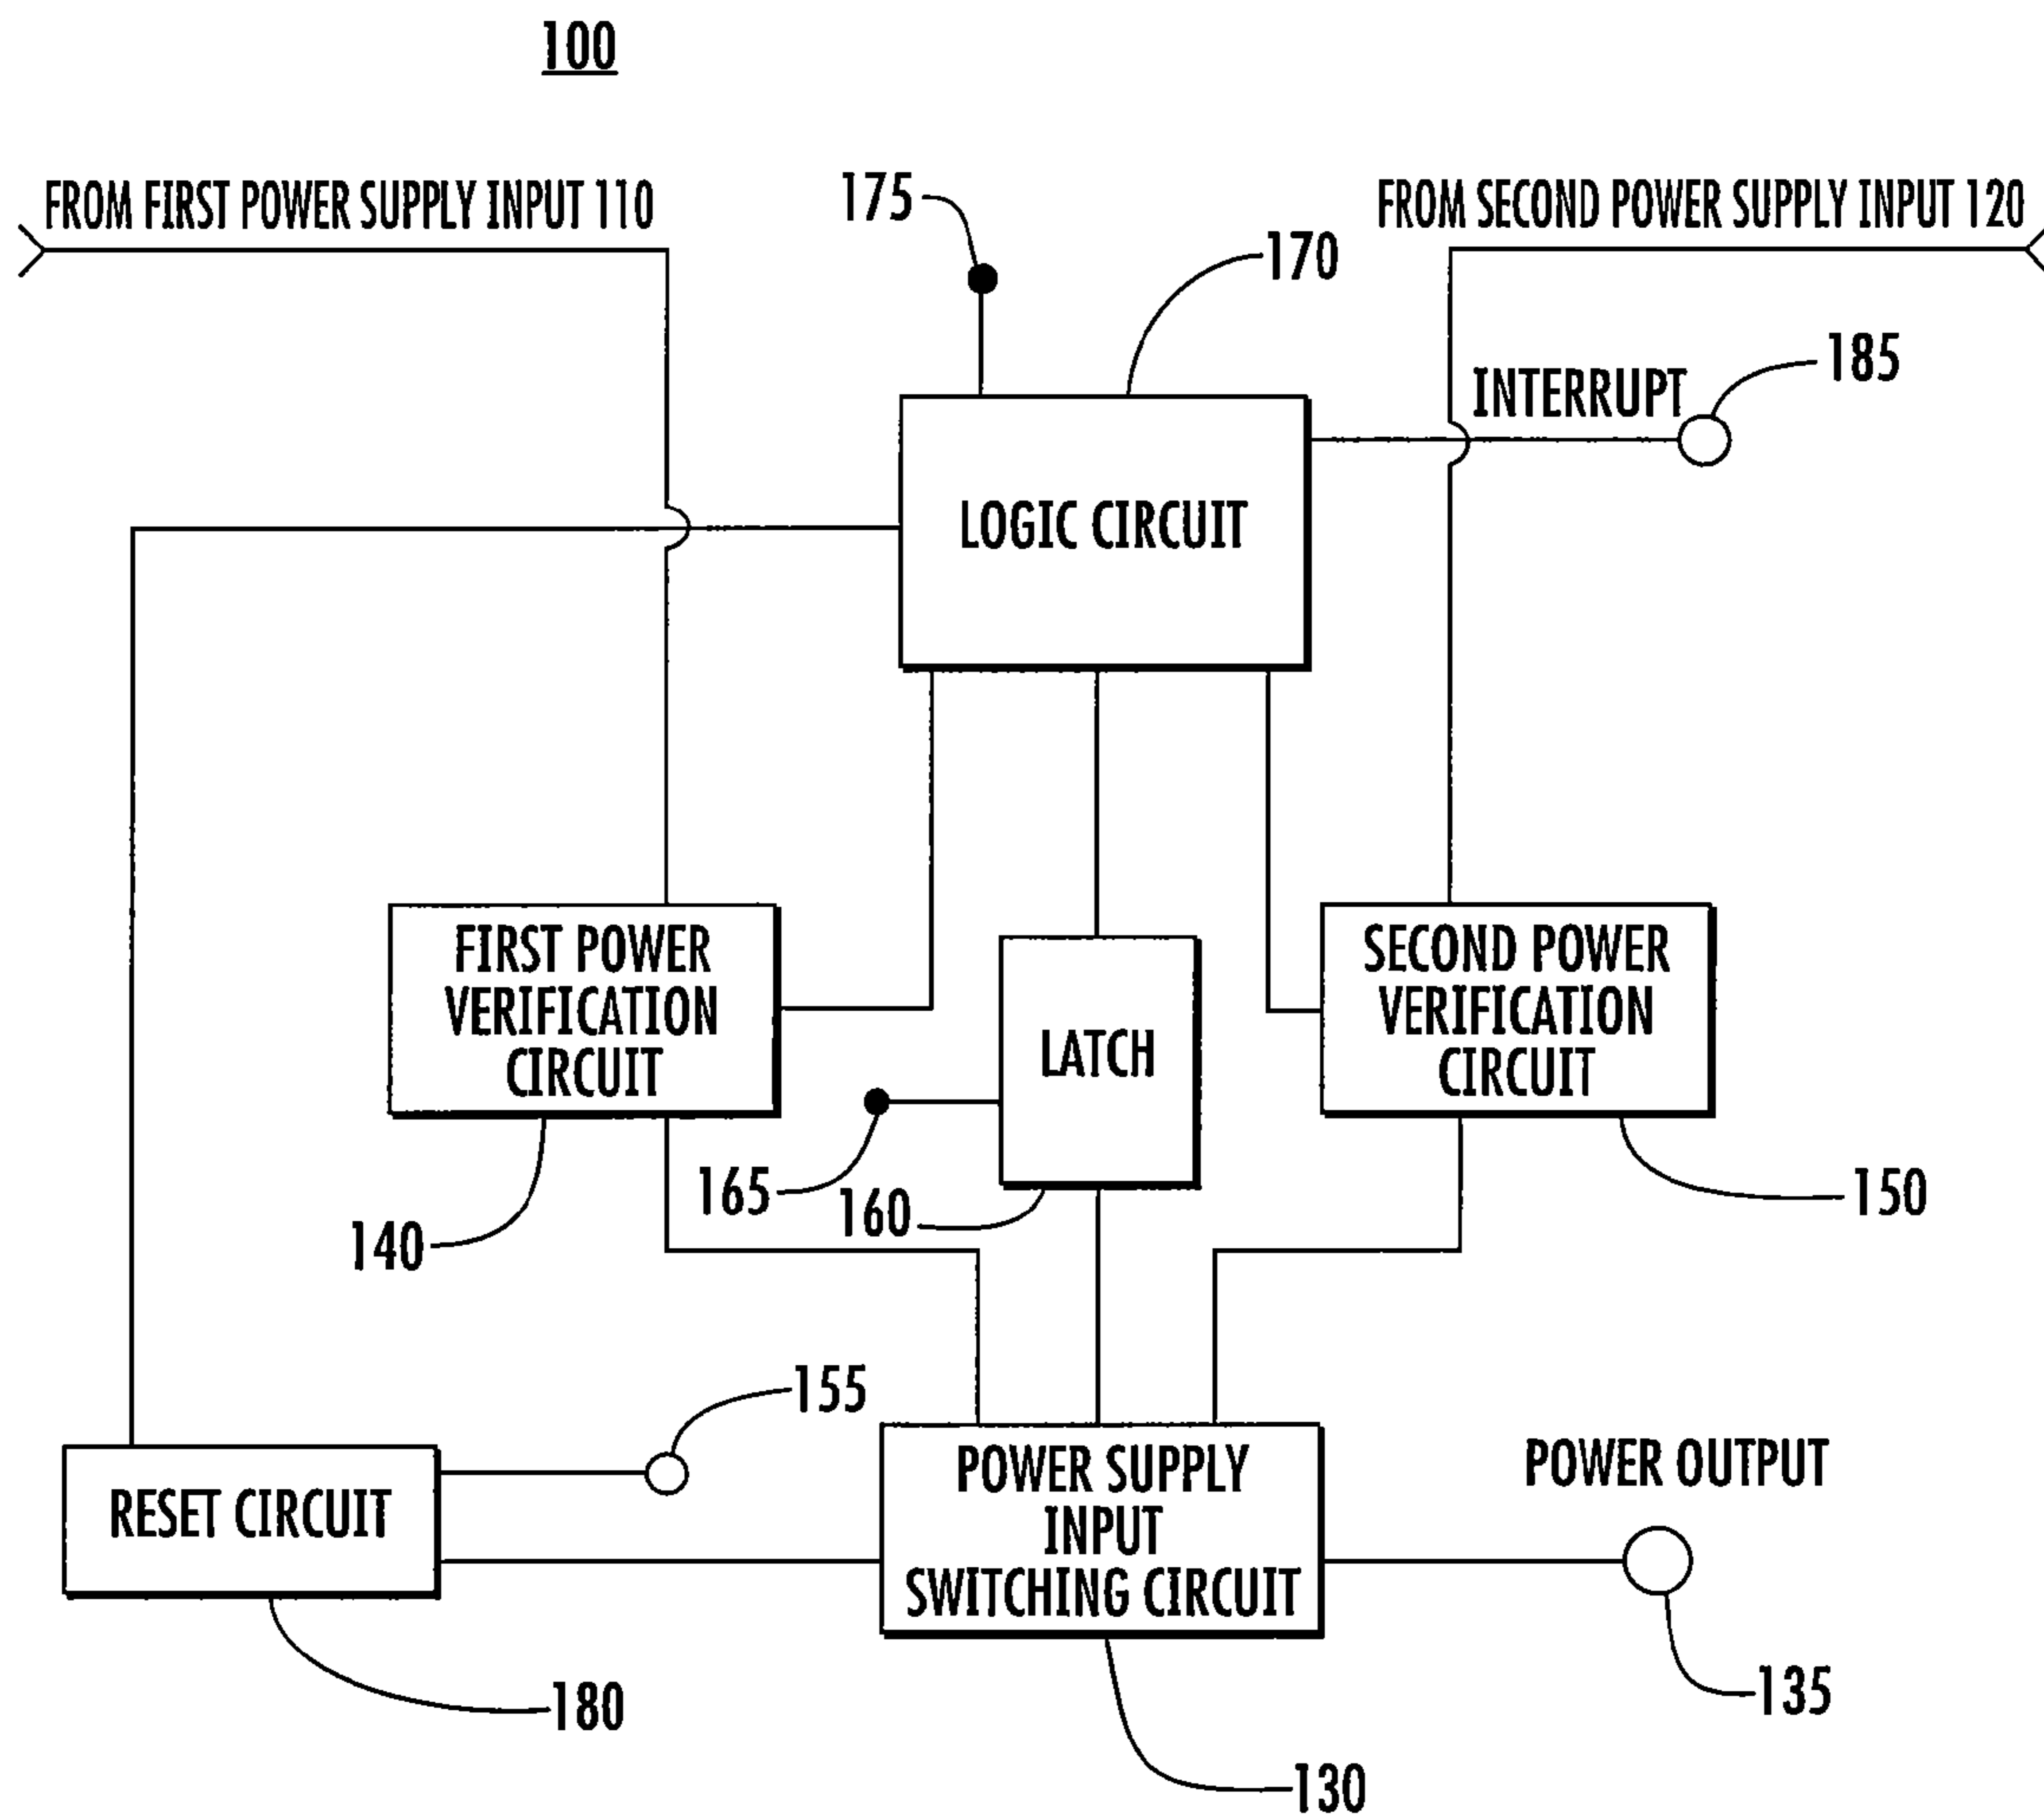 100
FROM FIRST POWER SUPPLY INPUT 110
175
FROM SECOND POWER SUPPLY INPUT 120
170
185
INTERRUPT
LOGIC CIRCUIT
FIRST POWER
VERIFICATION
CIRCUIT
LATCH
SECOND POWER
VERIFICATION
CIRCUIT
165
160
150
140
155
RESET CIRCUIT
POWER SUPPLY
INPUT
SWITCHING CIRCUIT
POWER OUTPUT
180
135
130